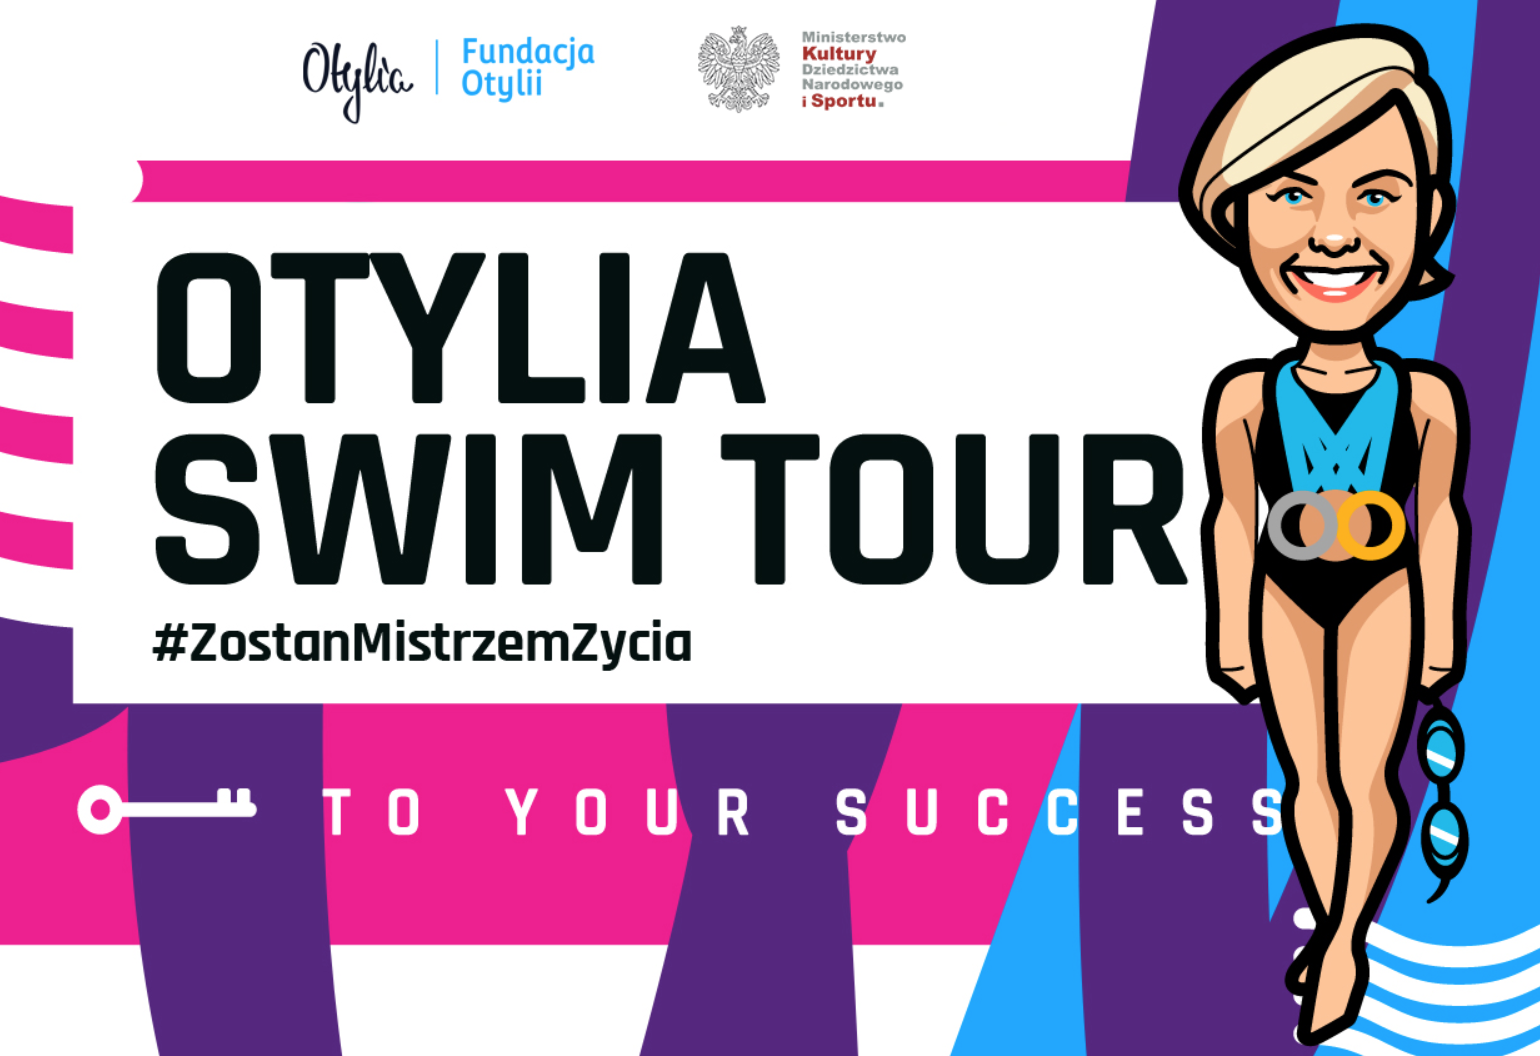 Otylia
Fundacja
Otylii
Ministerstwo
Kultury
Dziedzictwa
Narodowego
i Sportu.
OTYLIA
SWIM TOUR
#ZostanMistrzemZycia
TO YOUR SUCCESS